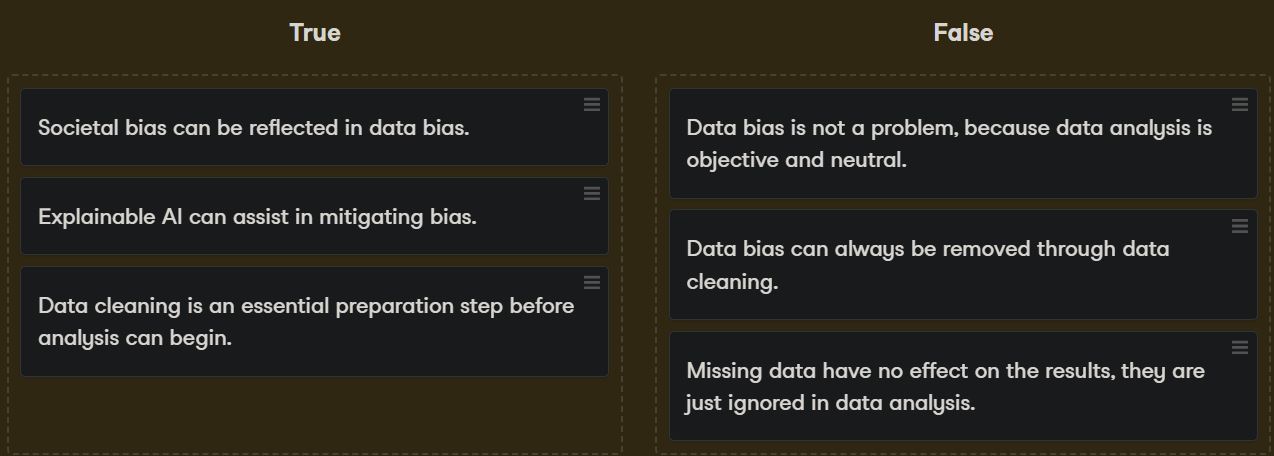 True
Societal bias can be reflected in data bias.
Explainable AI can assist in mitigating bias.
Data cleaning is an essential preparation step before
analysis can begin.
False
Data bias is not a problem, because data analysis is
objective and neutral.
Data bias can always be removed through data
cleaning.
Missing data have no effect on the results, they are
just ignored in data analysis.